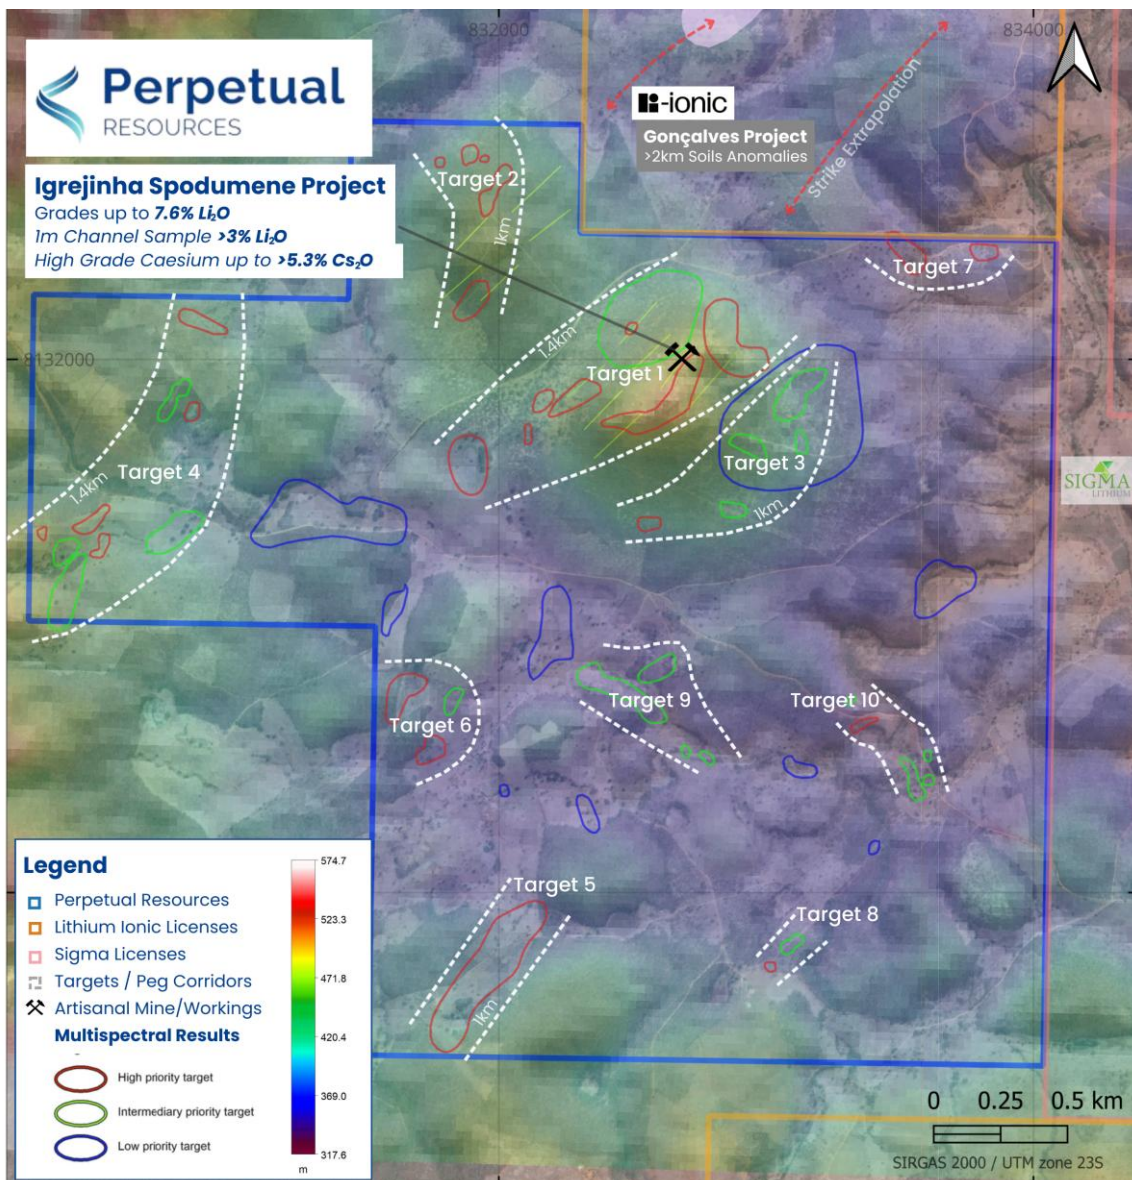 832000
834000
Perpetual
RESOURCES
Igrejinha Spodumene Project
Grades up to 7.6% Li₂O
1m Channel Sample >3% Li₂O
High Grade Caesium up to >5.3% Cs₂O
Li-ionic
Gonçalves Project
>2km Soils Anomalies
Strike Extrapolation
Target 2
1km
Target 7
8132000
1.4km
Target 1
Target 3
1km
Target 4
1.4km
SIGMA
LITHIUM
Target 9
Target 10
Target 6
Target 5
1km
Target 8
Legend
Perpetual Resources
Lithium Ionic Licenses
Sigma Licenses
Targets / Peg Corridors
Artisanal Mine/Workings
Multispectral Results
High priority target
Intermediary priority target
Low priority target
574.7
523.3
471.8
420.4
369.0
317.6
m
0 0.25 0.5 km
SIRGAS 2000 / UTM zone 23S